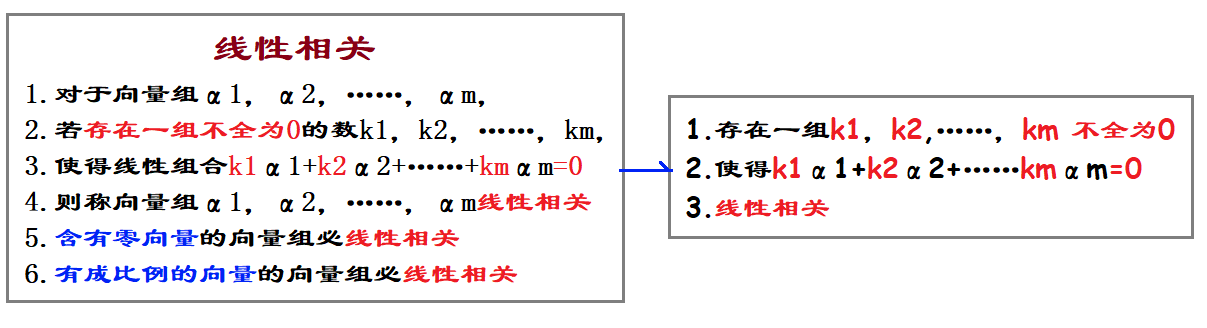 线性相关
1.对于向量组α1，α2，……，αm，
2.若存在一组不全为0的数k1，k2，……，km，
3.使得线性组合k1α1+k2α2+……+kmαm=0
4.则称向量组α1，α2，……，αm线性相关
5.含有零向量的向量组必线性相关
6.有成比例的向量的向量组必线性相关
1.存在一组k1，k2,……，km 不全为0
2.使得k1α1+k2α2+……kmαm=0
3.线性相关